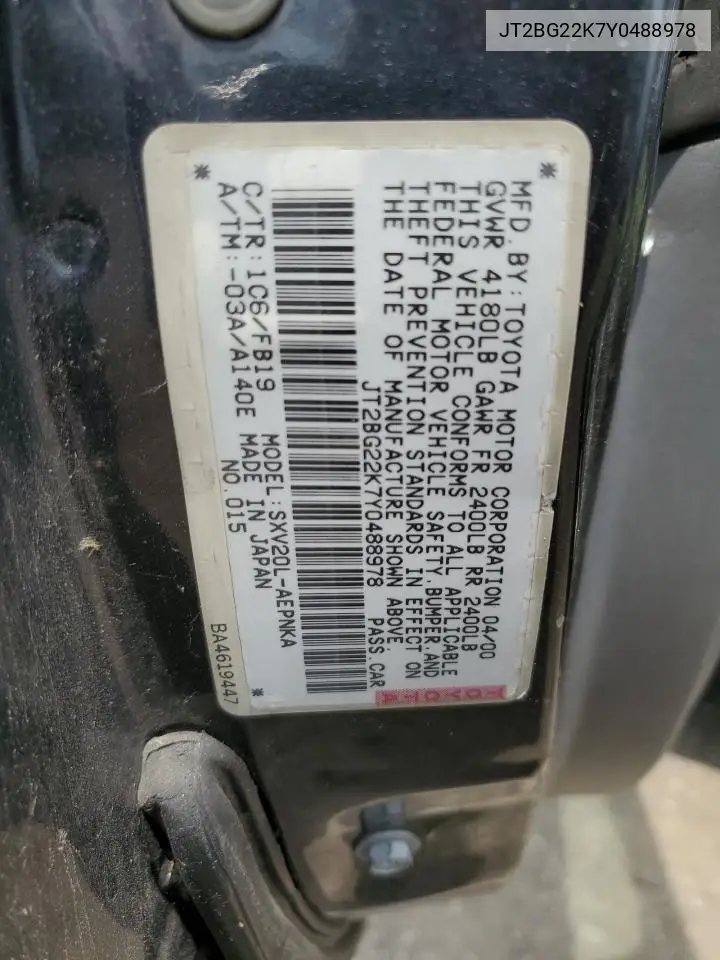 JT2BG22K7Y0488978
MFD.BY:TOYOTA MOTOR CORPORATION 04/00
GVWR 4180LB GAWR FR 2400LB RR 2400LB
THIS VEHICLE CONFORMS TO ALL APPLICABLE
FEDERAL MOTOR VEHICLE SAFETY,BUMPER,AND
THEFT PREVENTION STANDARDS IN EFFECT ON
THE DATE OF MANUFACTURE SHOWN ABOVE.
JT2BG22K7Y0488978 PASS.CAR
TOYOTA
C/TR:1C6/FB19 MODEL:SXV20L-AEPNKA
A/TM:-03A/A140E MADE IN JAPAN
NO.015
BA4619447